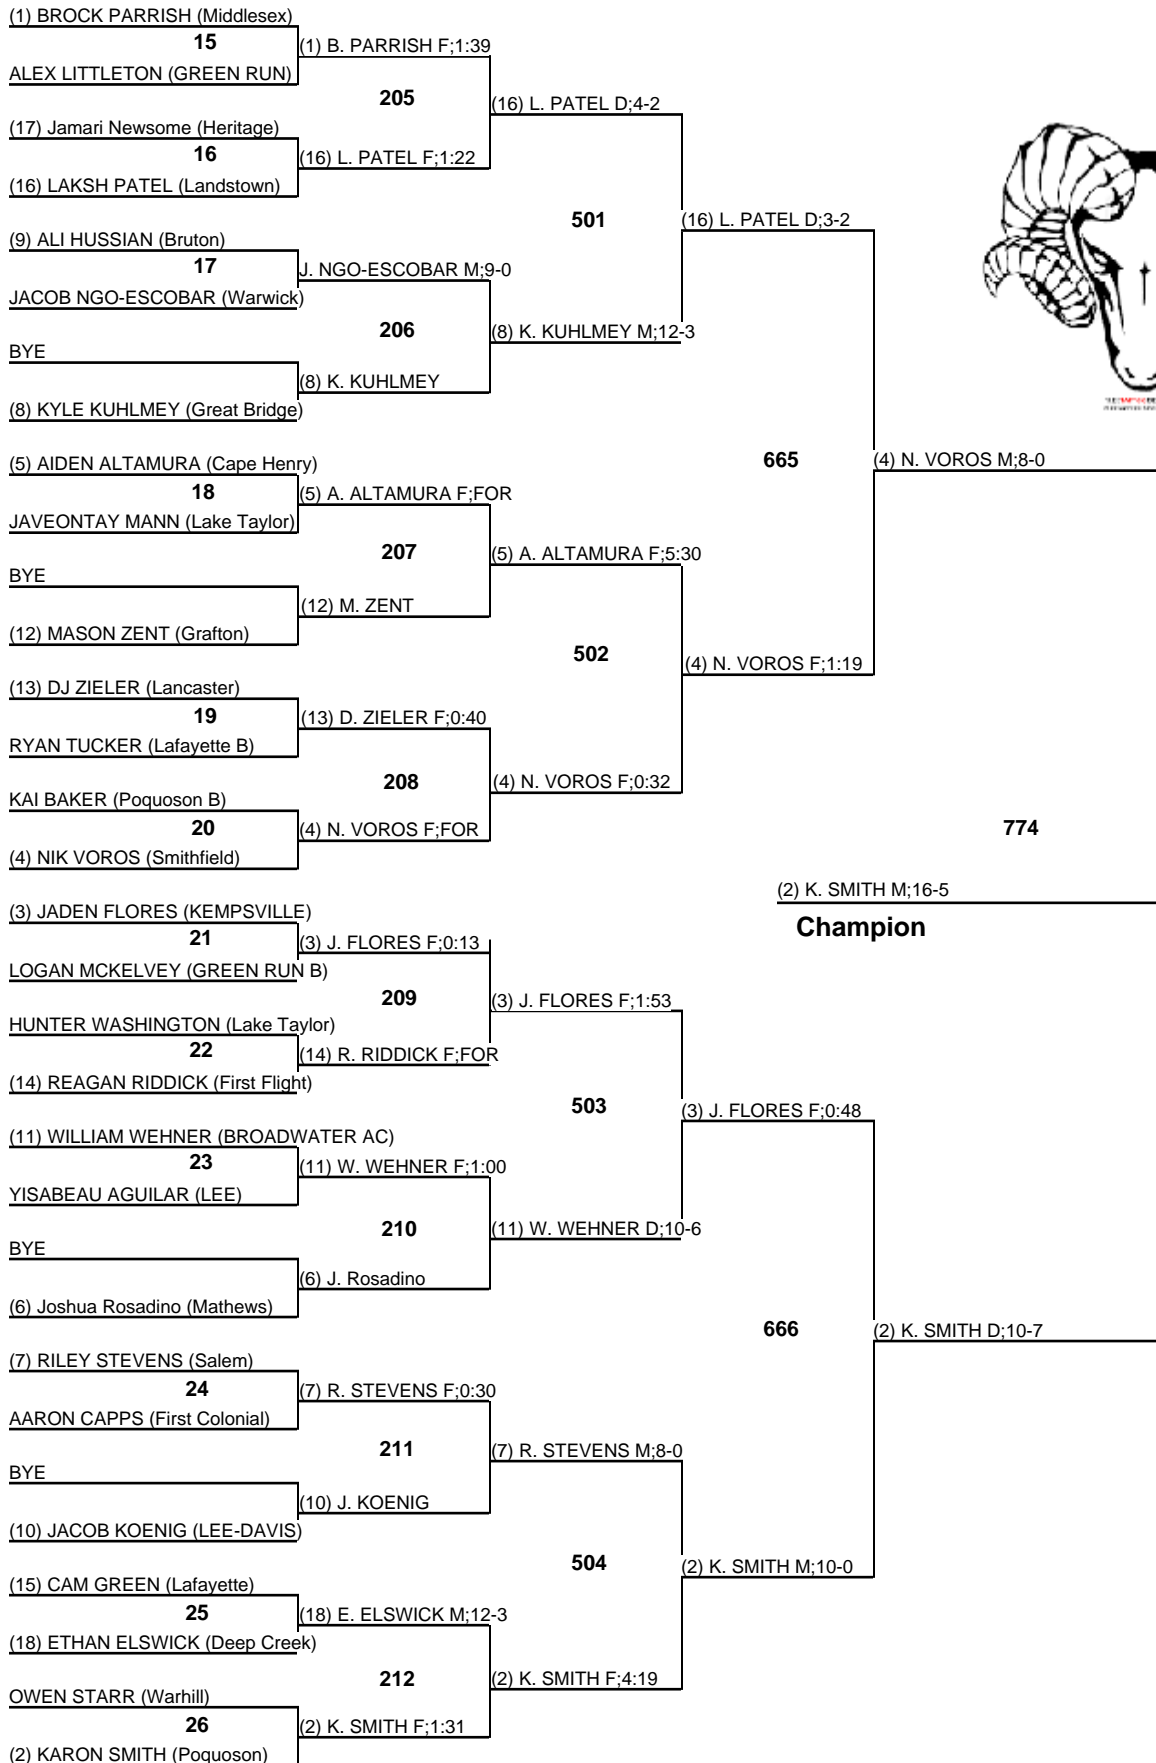 (1) BROCK PARRISH (Middlesex)
15
(1) B. PARRISH F;1:39
ALEX LITTLETON (GREEN RUN)
205
(16) L. PATEL D;4-2
(17) Jamari Newsome (Heritage)
16
(16) L. PATEL F;1:22
(16) LAKSH PATEL (Landstown)
501
(16) L. PATEL D;3-2
(9) ALI HUSSIAN (Bruton)
17
J. NGO-ESCOBAR M;9-0
JACOB NGO-ESCOBAR (Warwick)
206
(8) K. KUHLMEY M;12-3
BYE
(8) K. KUHLMEY
(8) KYLE KUHLMEY (Great Bridge)
665
(4) N. VOROS M;8-0
(5) AIDEN ALTAMURA (Cape Henry)
18
(5) A. ALTAMURA F;FOR
JAVEONTAY MANN (Lake Taylor)
207
(5) A. ALTAMURA F;5:30
BYE
(12) M. ZENT
(12) MASON ZENT (Grafton)
502
(4) N. VOROS F;1:19
(13) DJ ZIELER (Lancaster)
19
(13) D. ZIELER F;0:40
RYAN TUCKER (Lafayette B)
208
(4) N. VOROS F;0:32
KAI BAKER (Poquoson B)
20
(4) N. VOROS F;FOR
(4) NIK VOROS (Smithfield)
774
(2) K. SMITH M;16-5
Champion
(3) JADEN FLORES (KEMPSVILLE)
21
(3) J. FLORES F;0:13
LOGAN MCKELVEY (GREEN RUN B)
209
(3) J. FLORES F;1:53
HUNTER WASHINGTON (Lake Taylor)
22
(14) R. RIDDICK F;FOR
(14) REAGAN RIDDICK (First Flight)
503
(3) J. FLORES F;0:48
(11) WILLIAM WEHNER (BROADWATER AC)
23
(11) W. WEHNER F;1:00
YISABEAU AGUILAR (LEE)
210
(11) W. WEHNER D;10-6
BYE
(6) J. Rosadino
(6) Joshua Rosadino (Mathews)
666
(2) K. SMITH D;10-7
(7) RILEY STEVENS (Salem)
24
(7) R. STEVENS F;0:30
AARON CAPPS (First Colonial)
211
(7) R. STEVENS M;8-0
BYE
(10) J. KOENIG
(10) JACOB KOENIG (LEE-DAVIS)
504
(2) K. SMITH M;10-0
(15) CAM GREEN (Lafayette)
25
(18) E. ELSWICK M;12-3
(18) ETHAN ELSWICK (Deep Creek)
212
(2) K. SMITH F;4:19
OWEN STARR (Warhill)
26
(2) K. SMITH F;1:31
(2) KARON SMITH (Poquoson)